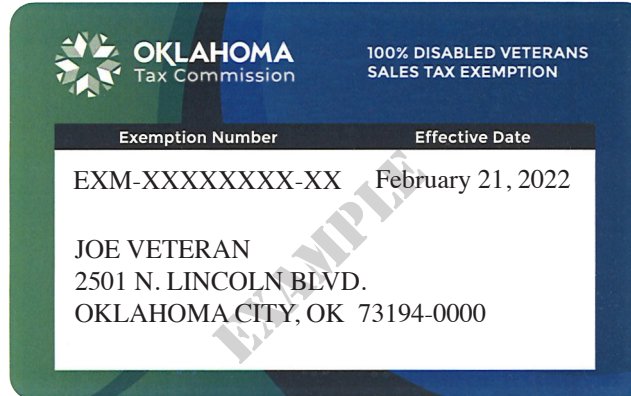 OKLAHOMA
Tax Commission
100% DISABLED VETERANS
SALES TAX EXEMPTION
Exemption Number Effective Date
EXM-XXXXXXXX-XX February 21, 2022
JOE VETERAN
2501 N. LINCOLN BLVD.
OKLAHOMA CITY, OK 73194-0000
EXAMPLE